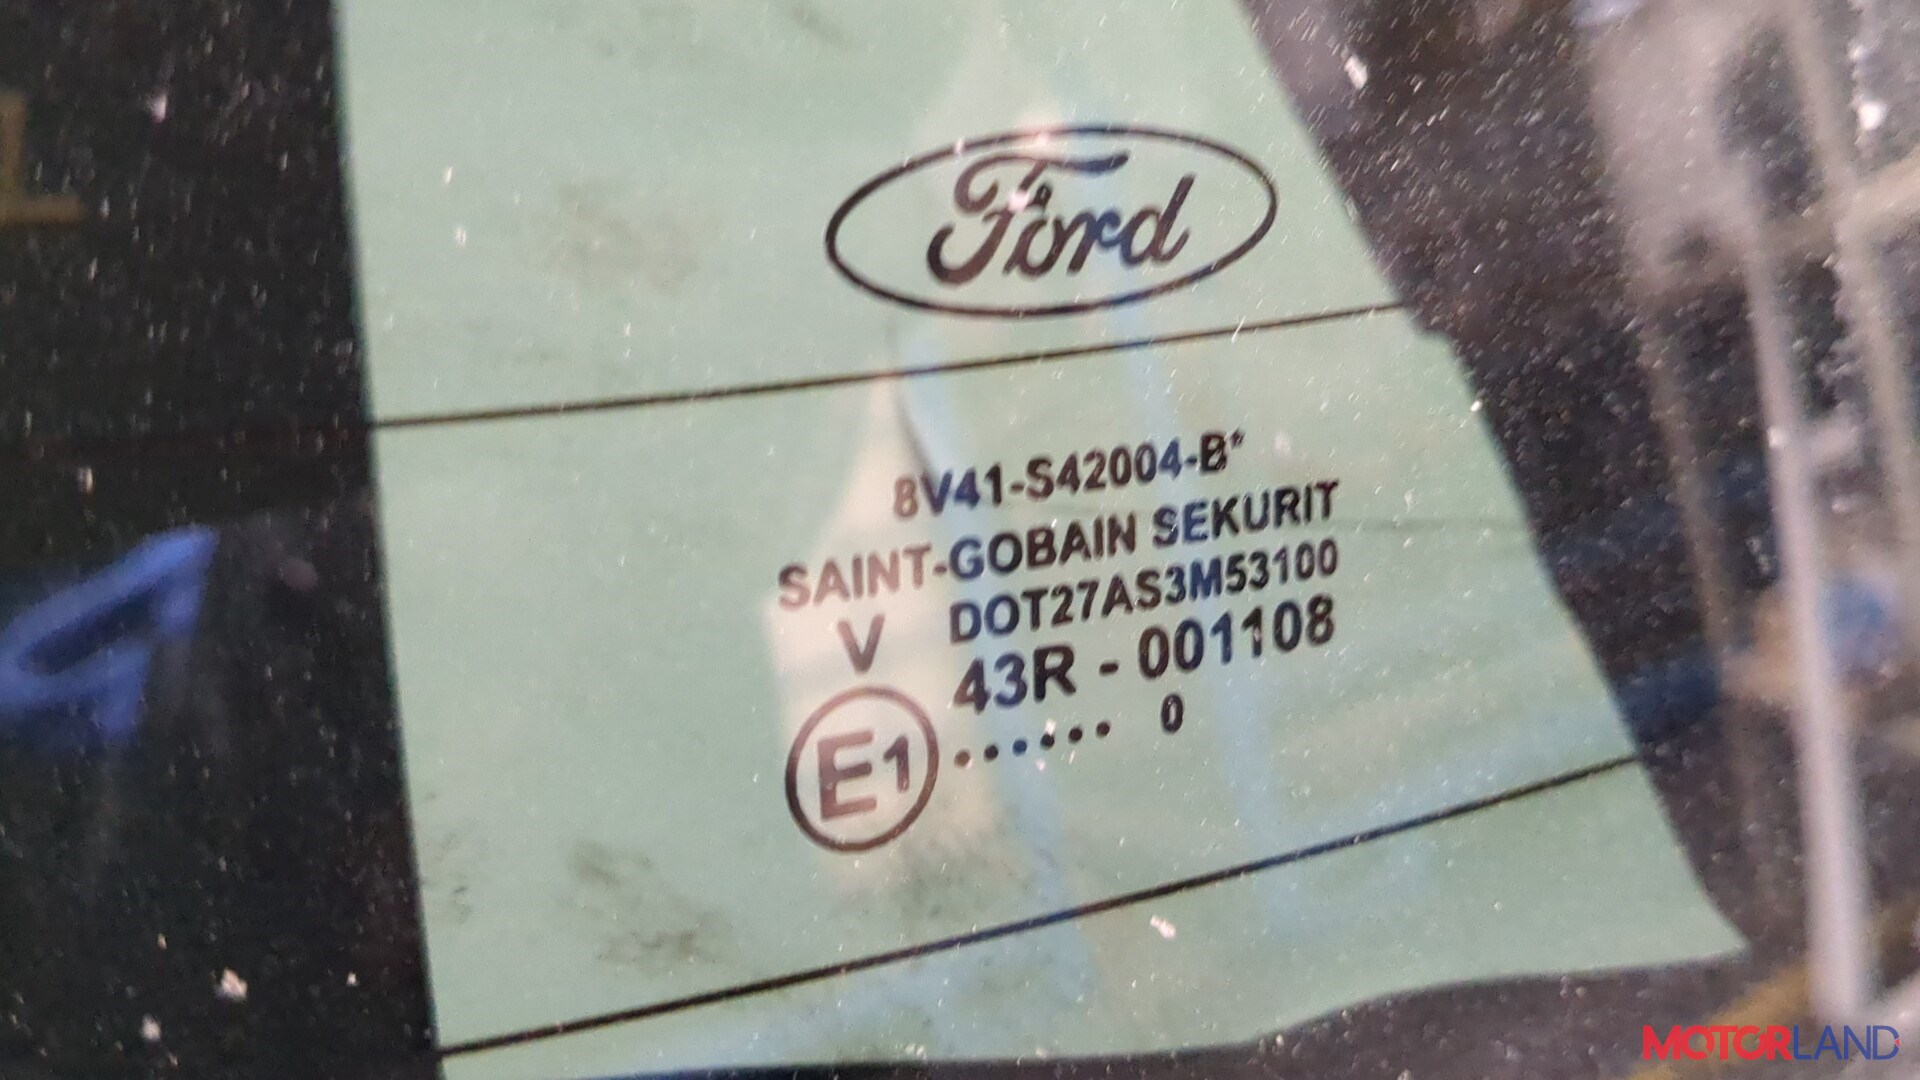 Ford
8V41-S42004-B*
SAINT-GOBAIN SEKURIT
V DOT27AS3M53100
43R - 001108
E1 ...... 0
MOTORLAND